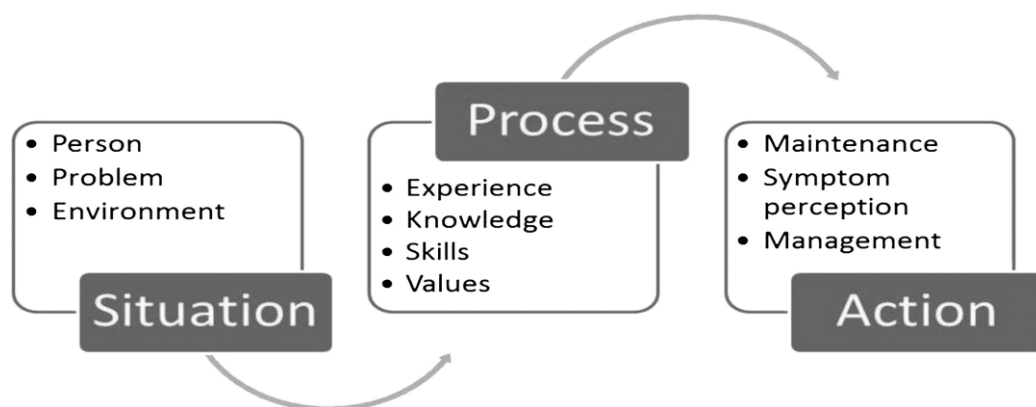 Situation
• Person
• Problem
• Environment
Process
• Experience
• Knowledge
• Skills
• Values
Action
• Maintenance
• Symptom
perception
• Management